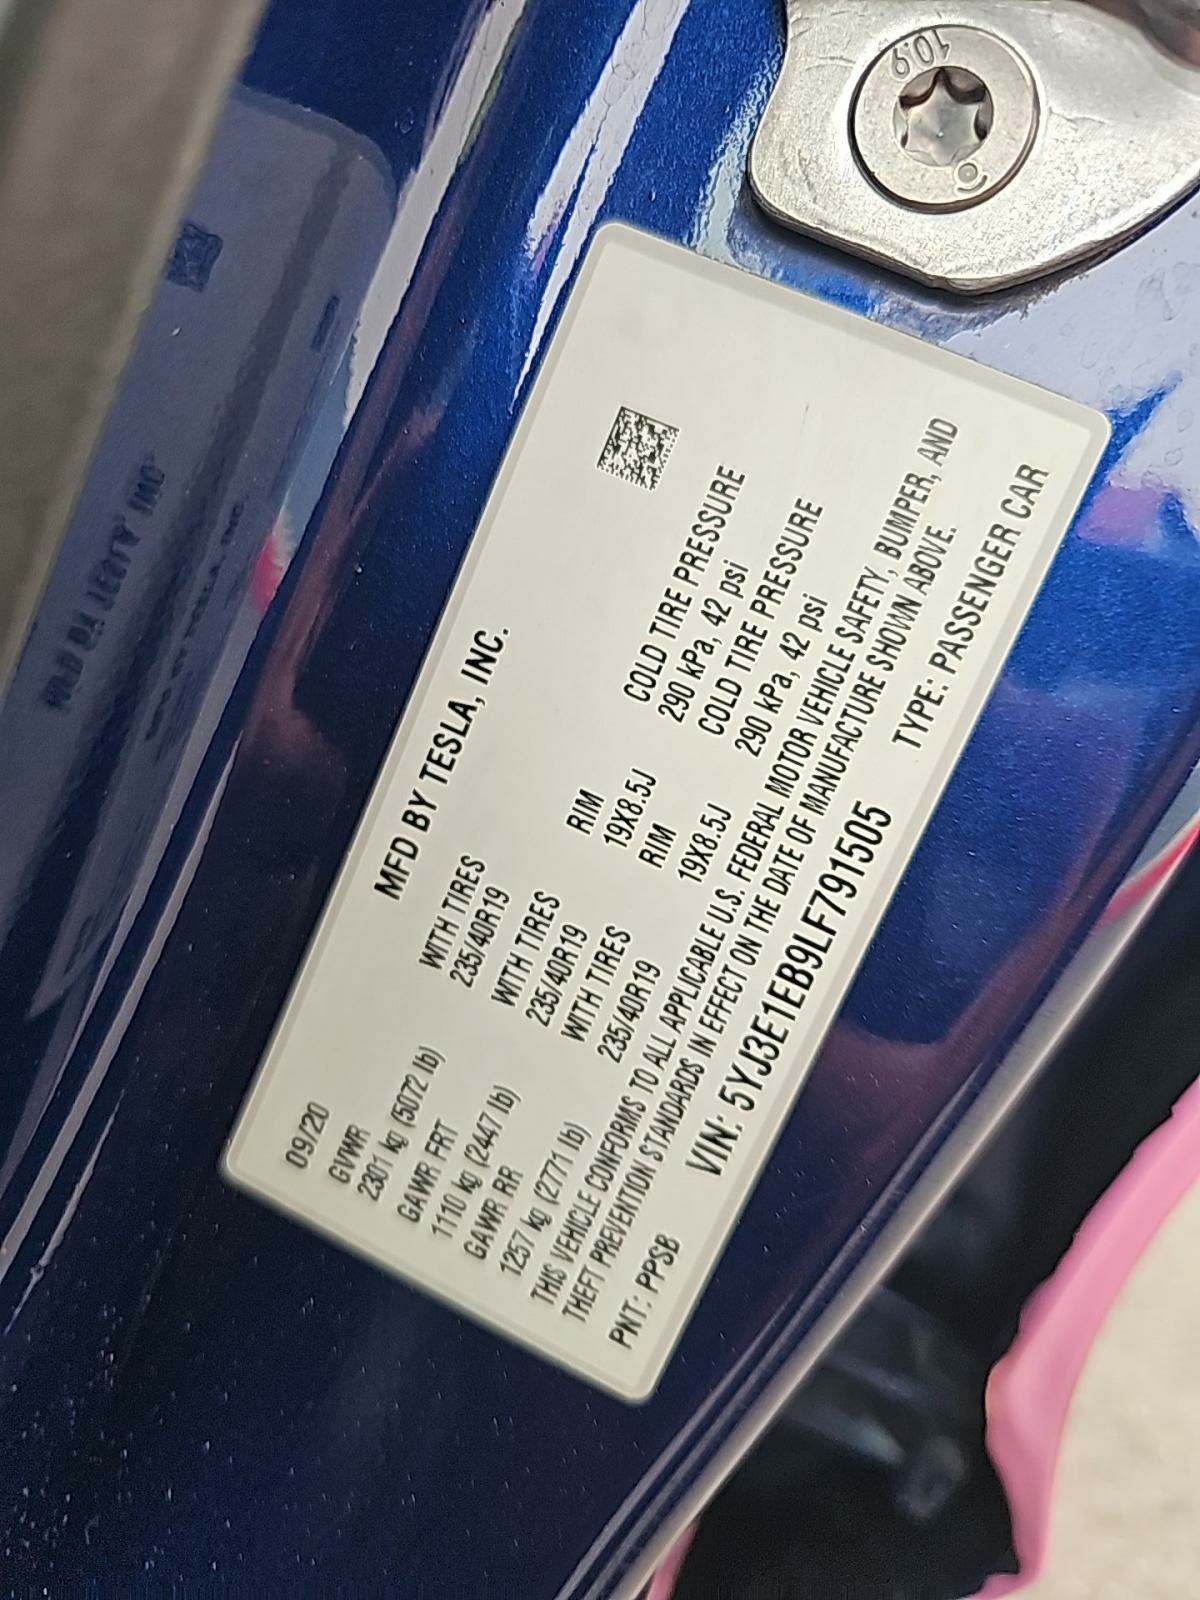 10.9
MFD BY TESLA, INC.
09/20
GVWR WITH TIRES RIM COLD TIRE PRESSURE
2301 kg (5072 lb) 235/40R19
GAWR FRT WITH TIRES RIM COLD TIRE PRESSURE
1110 kg (2447 lb) 235/40R19 19X8.5J 290 kPa, 42 psi
GAWR RR WITH TIRES RIM COLD TIRE PRESSURE
1257 kg (2771 lb) 235/40R19 19X8.5J 290 kPa, 42 psi
THIS VEHICLE CONFORMS TO ALL APPLICABLE U.S. FEDERAL MOTOR VEHICLE SAFETY, BUMPER, AND
THEFT PREVENTION STANDARDS IN EFFECT ON THE DATE OF MANUFACTURE SHOWN ABOVE.
PNT: PPSB VIN: 5YJ3E1EB9LF791505 TYPE: PASSENGER CAR